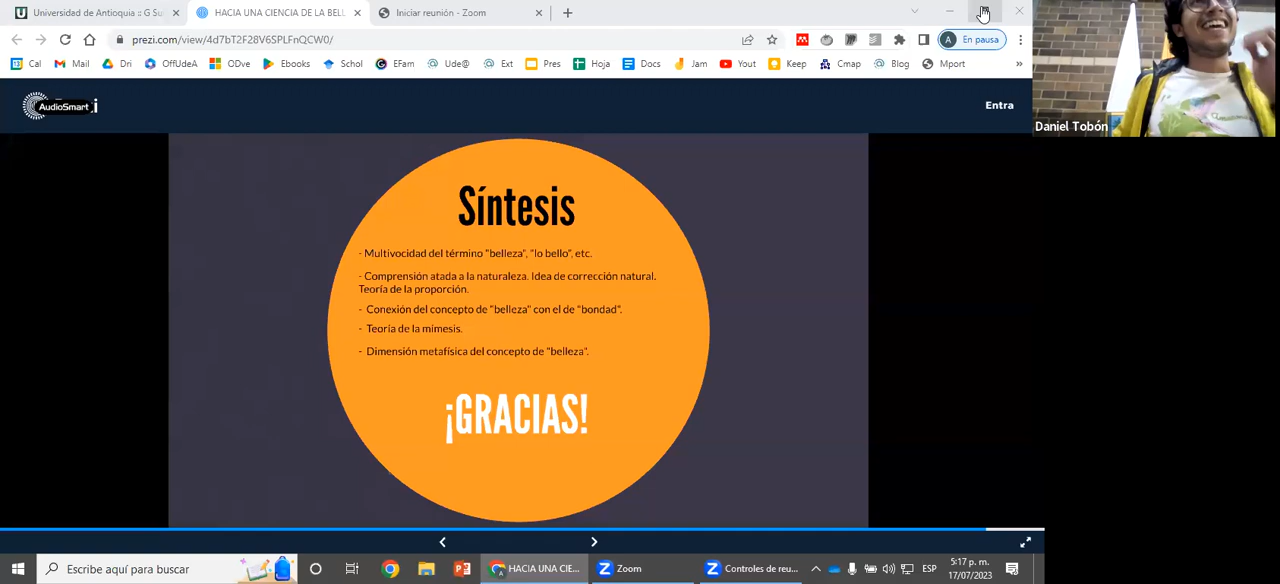 Universidad de Antioquia :: G Su
HACIA UNA CIENCIA DE LA BELL
Iniciar reunión - Zoom
prezi.com/view/4d7bT2F28V6SPLFnQCW0/
A En pausa
Cal Mail Dri OffUdeA ODve Ebooks Schol EFam Ude@ Ext Pres Hoja Docs Jam Yout Keep Cmap Blog Mport »
AudioSmart i
Entra
Daniel Tobón
Síntesis
- Multivocidad del término "belleza", "lo bello", etc.
- Comprensión atada a la naturaleza. Idea de corrección natural.
Teoría de la proporción.
- Conexión del concepto de "belleza" con el de "bondad".
- Teoría de la mímesis.
- Dimensión metafísica del concepto de "belleza".
¡GRACIAS!
Escribe aquí para buscar
HACIA UNA CIE...
Zoom
Controles de reu...
ESP
5:17 p. m.
17/07/2023